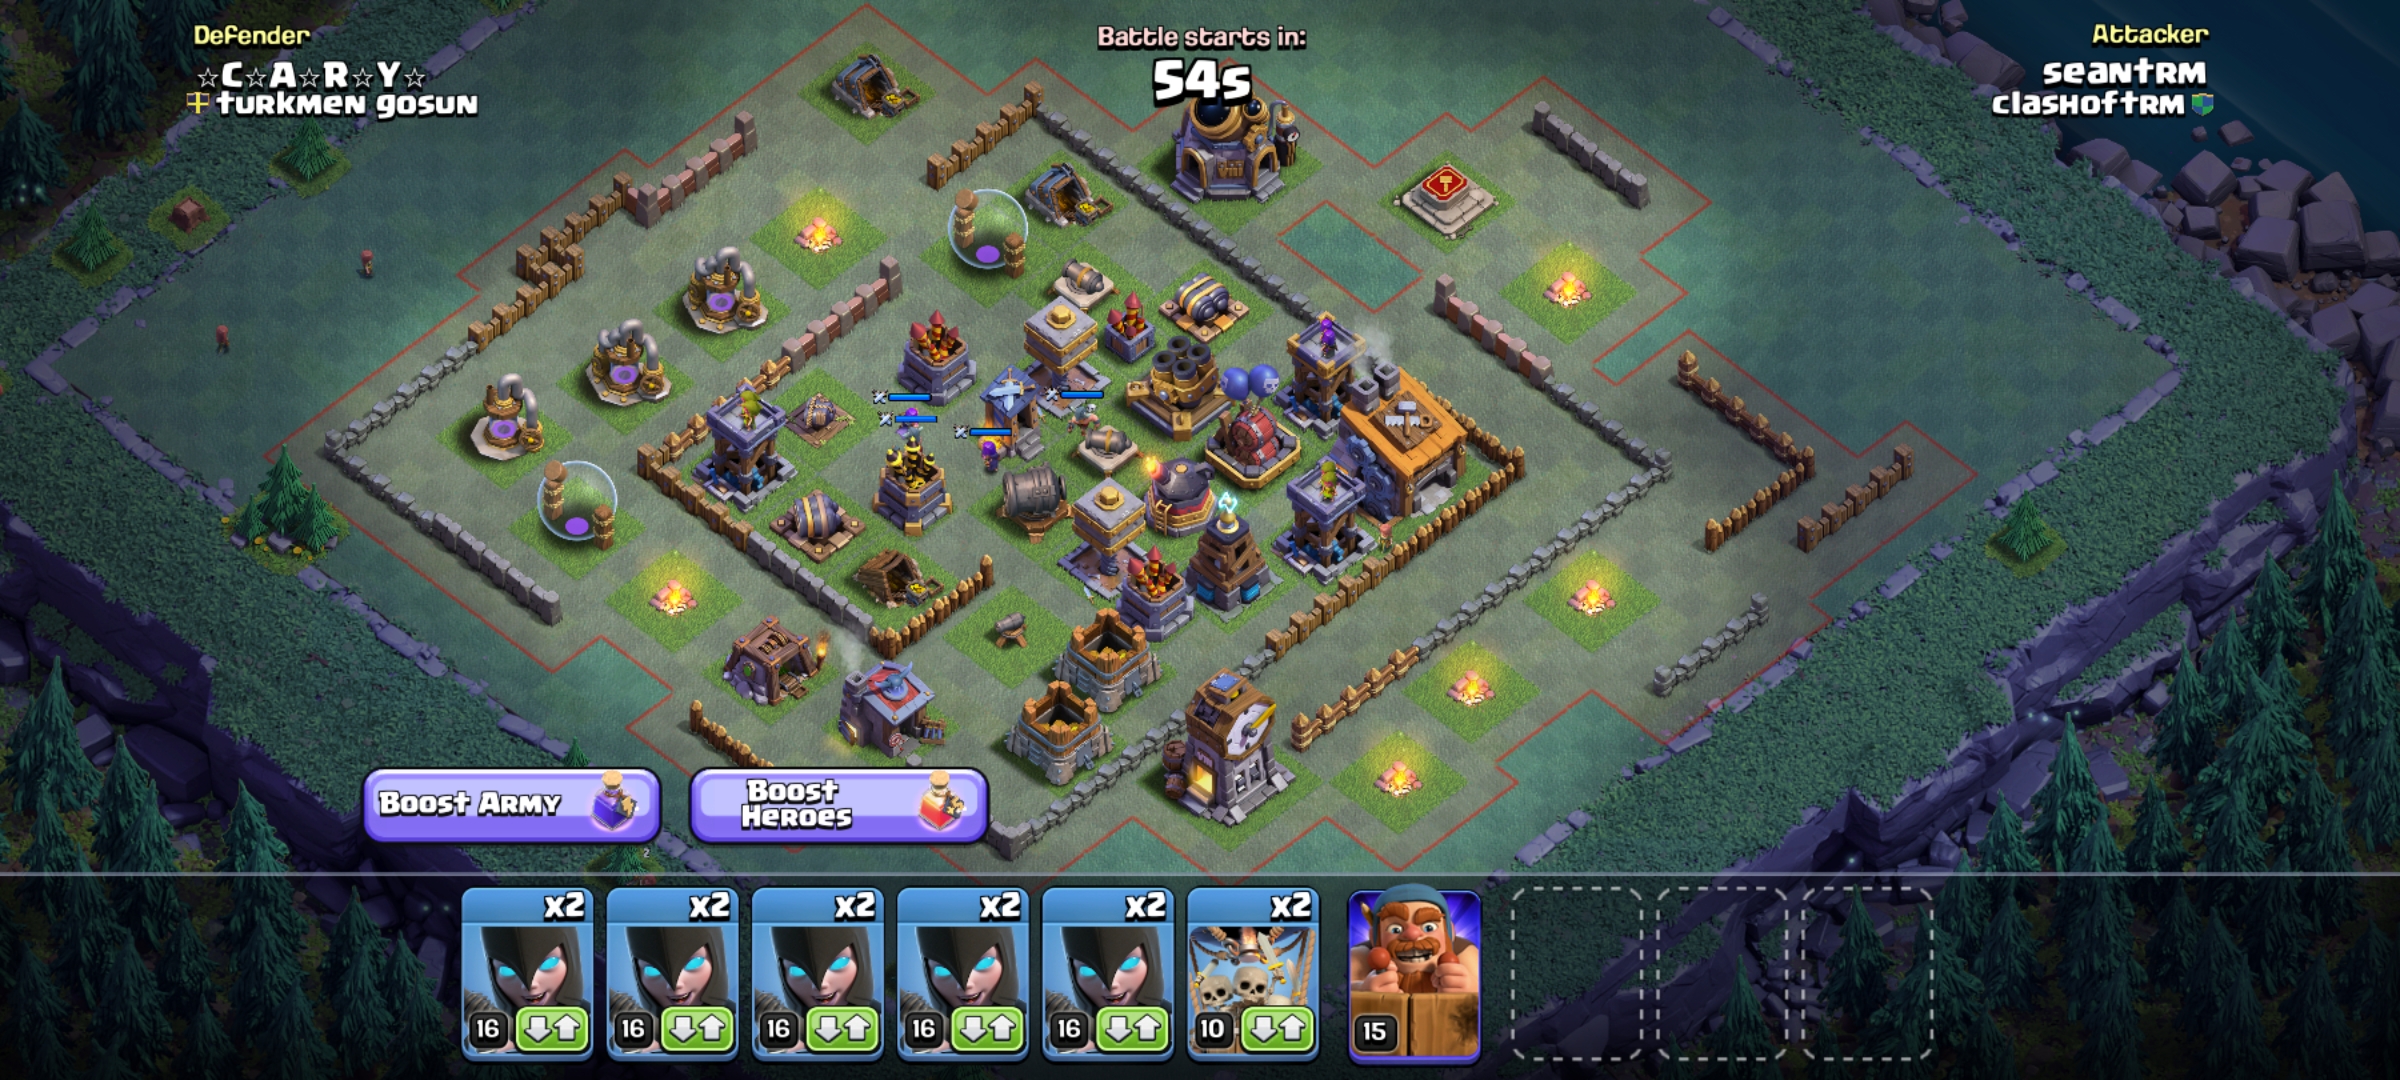 Defender
☆C☆A☆R☆Y☆
turkmen gosun
Battle starts in:
54s
Attacker
seantRM
clashoftRM
Boost Army
Boost
Heroes
2
x2
x2
x2
x2
x2
x2
16
16
16
16
16
10
15